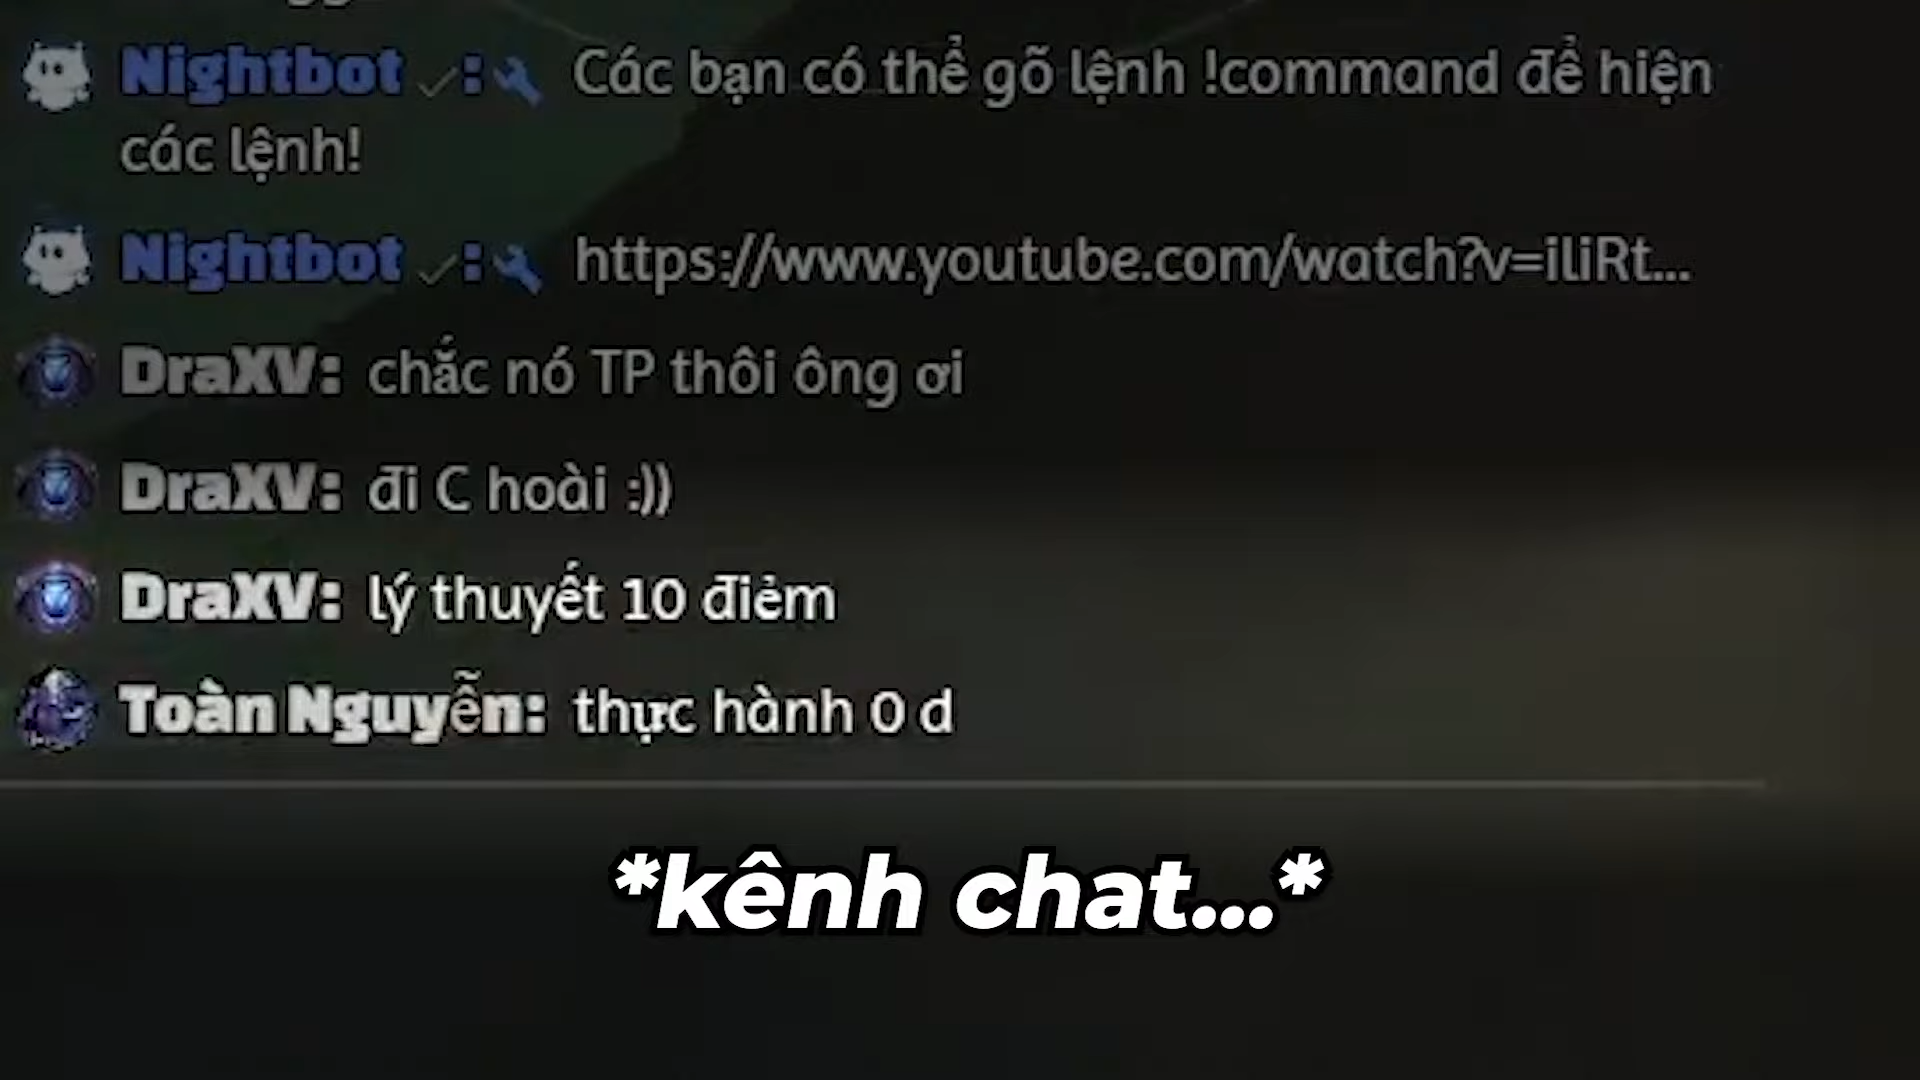 Nightbot ✓: Các bạn có thể gõ lệnh !command để hiện
các lệnh!
Nightbot ✓: https://www.youtube.com/watch?v=iliRt...
DraXV: chắc nó TP thôi ông ơi
DraXV: đi C hoài :))
DraXV: lý thuyết 10 điẻm
Toàn Nguyễn: thực hành 0 d
*kênh chat...*